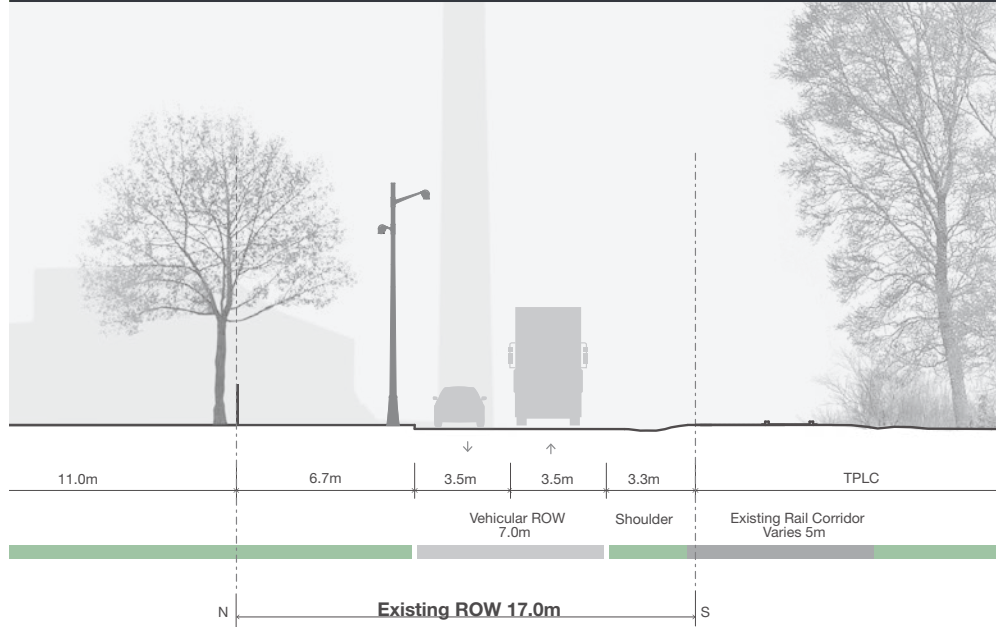 11.0m
6.7m
3.5m
3.5m
3.3m
TPLC
Vehicular ROW
7.0m
Shoulder
Existing Rail Corridor
Varies 5m
N
Existing ROW 17.0m
S